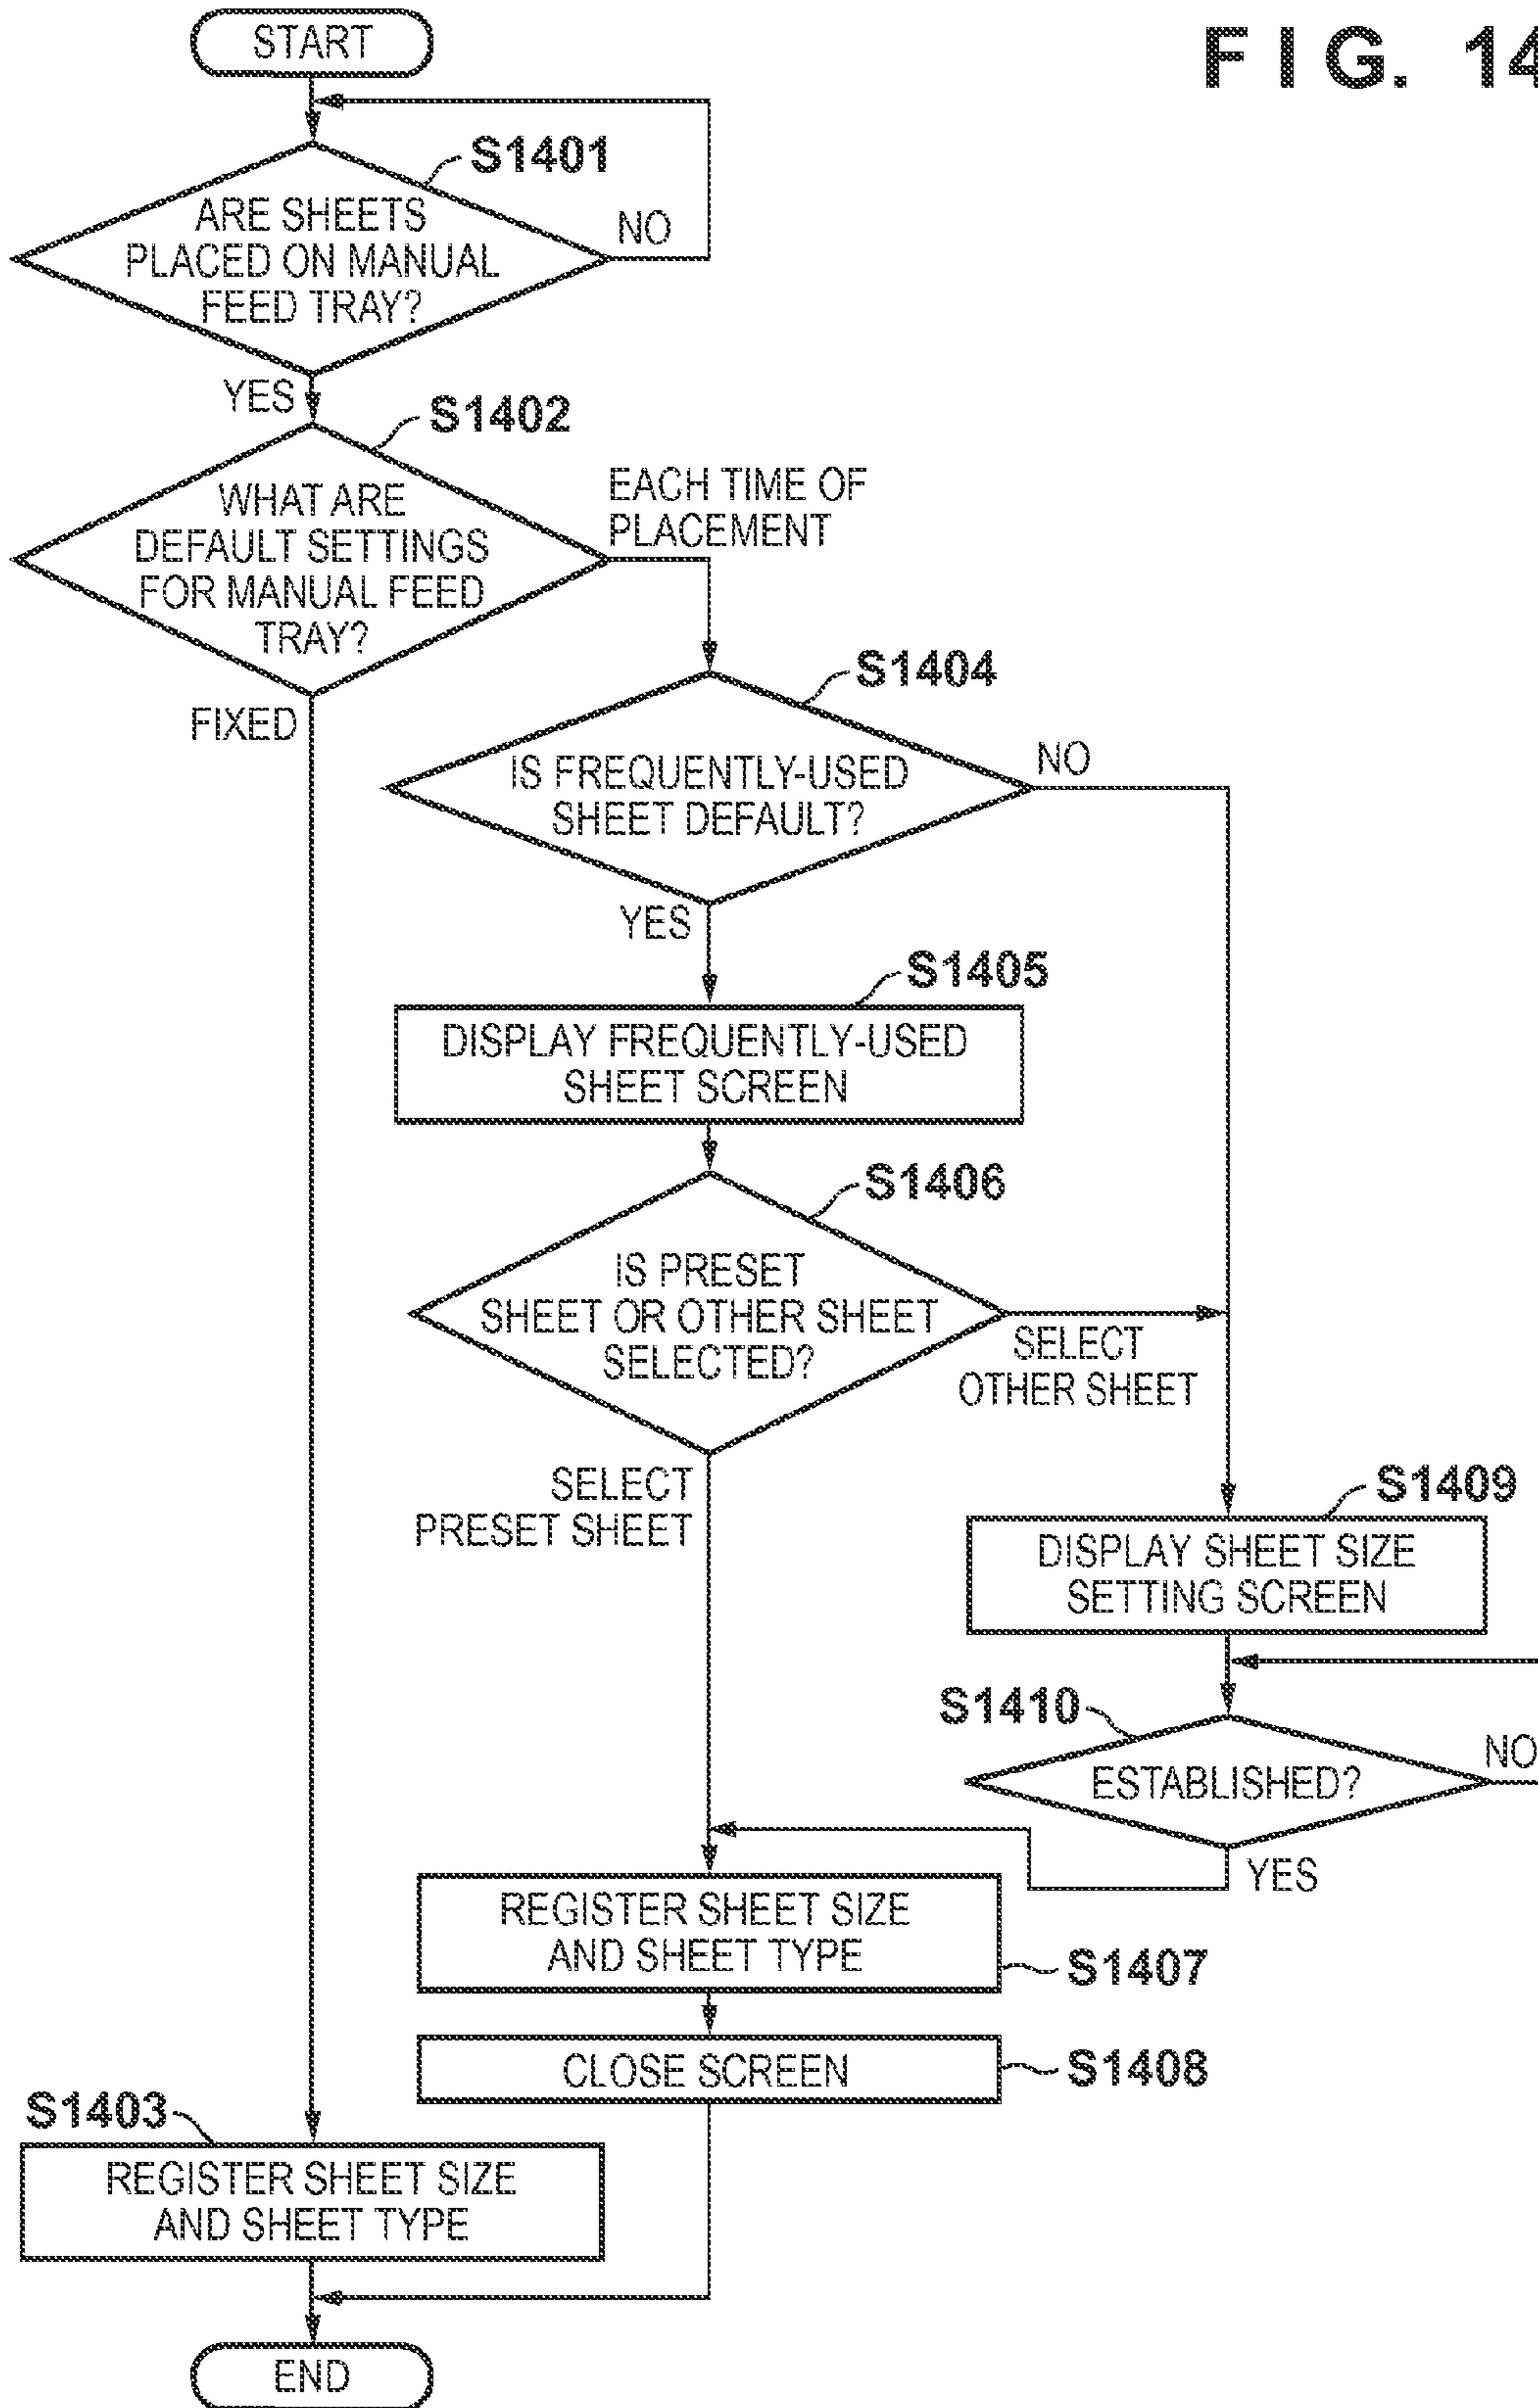 FIG. 14
START
S1401
ARE SHEETS
PLACED ON MANUAL
FEED TRAY?
NO
YES
S1402
WHAT ARE
DEFAULT SETTINGS
FOR MANUAL FEED
TRAY?
EACH TIME OF
PLACEMENT
FIXED
S1404
IS FREQUENTLY-USED
SHEET DEFAULT?
NO
YES
S1405
DISPLAY FREQUENTLY-USED
SHEET SCREEN
S1406
IS PRESET
SHEET OR OTHER SHEET
SELECTED?
SELECT
OTHER SHEET
SELECT
PRESET SHEET
S1409
DISPLAY SHEET SIZE
SETTING SCREEN
S1410
ESTABLISHED?
NO
YES
REGISTER SHEET SIZE
AND SHEET TYPE
S1407
CLOSE SCREEN
S1408
S1403
REGISTER SHEET SIZE
AND SHEET TYPE
END